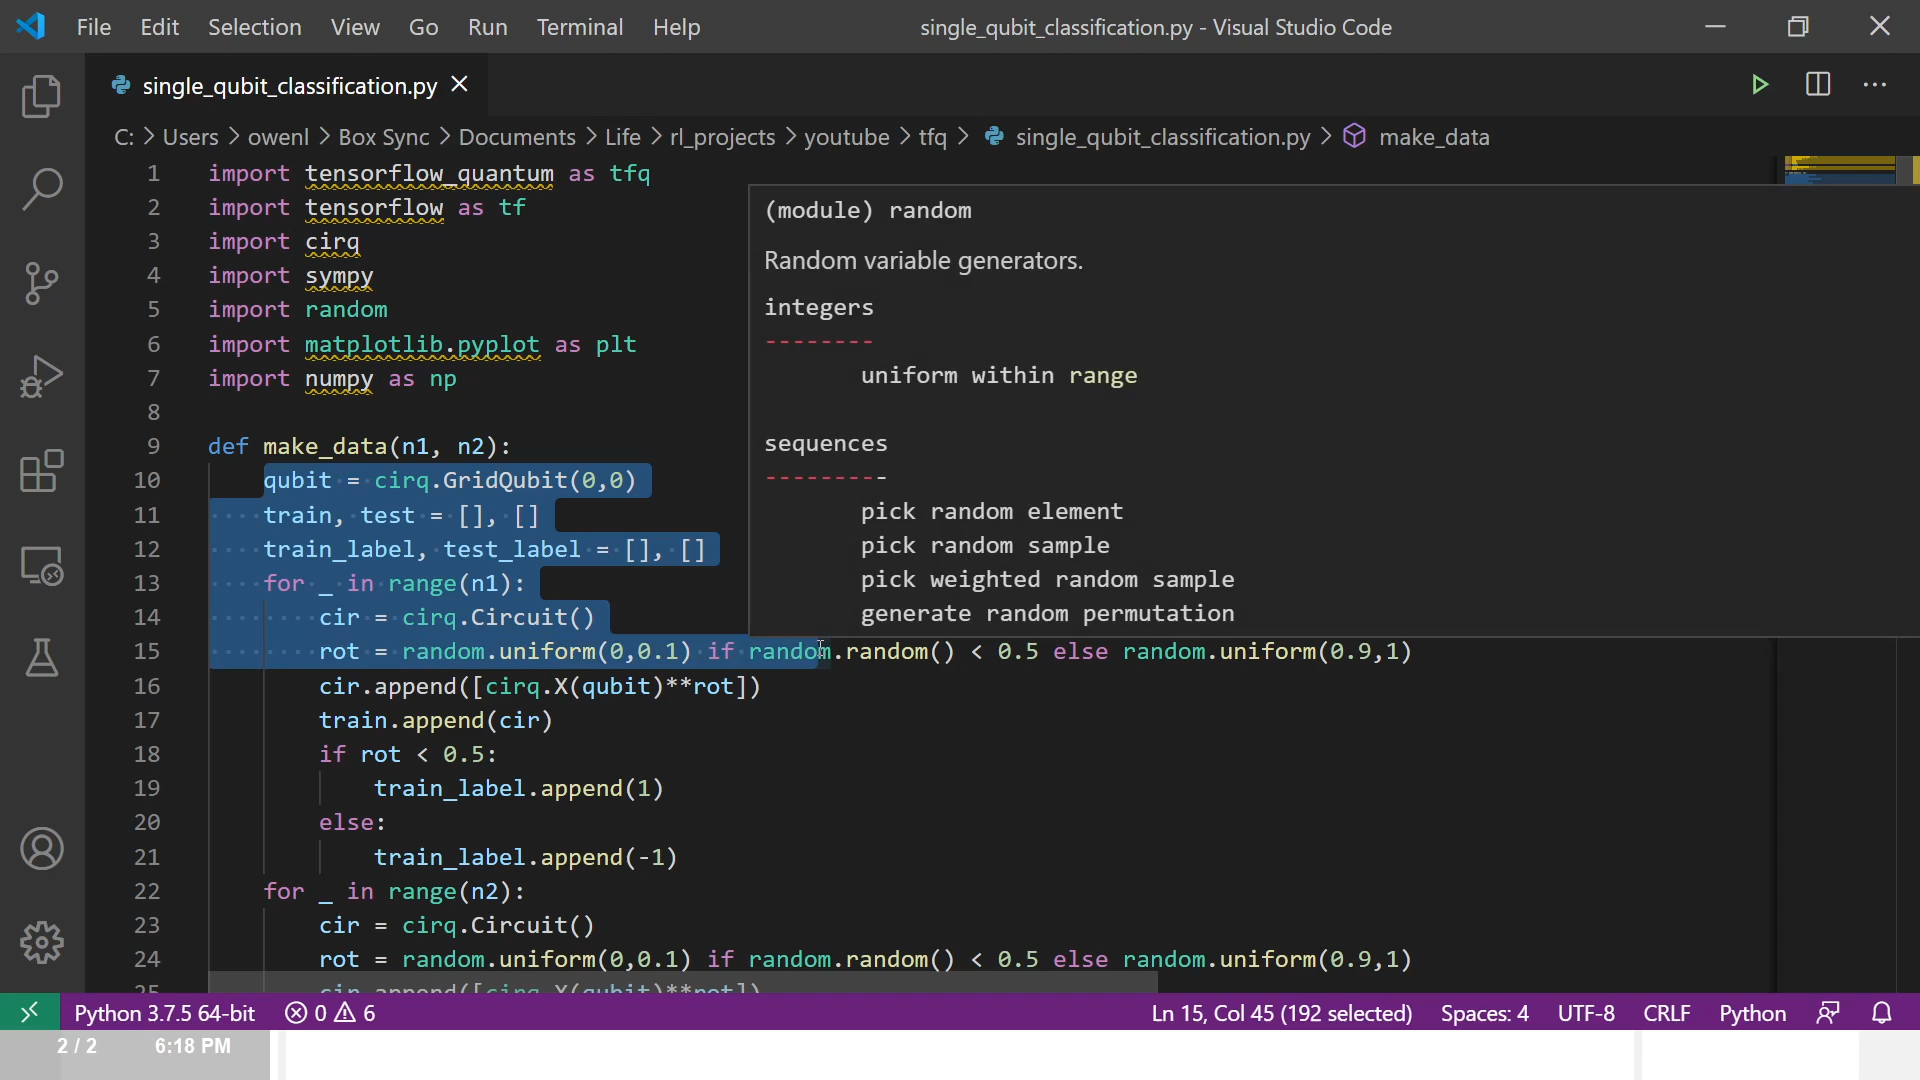 File Edit Selection View Go Run Terminal Help single_qubit_classification.py - Visual Studio Code
single_qubit_classification.py
C: > Users > owenl > Box Sync > Documents > Life > rl_projects > youtube > tfq > single_qubit_classification.py > make_data
1 import tensorflow_quantum as tfq
2 import tensorflow as tf
3 import cirq
4 import sympy
5 import random
6 import matplotlib.pyplot as plt
7 import numpy as np
8
9 def make_data(n1, n2):
10 qubit = cirq.GridQubit(0,0)
11 train, test = [], []
12 train_label, test_label = [], []
13 for _ in range(n1):
14 cir = cirq.Circuit()
15 rot = random.uniform(0,0.1) if random.random() < 0.5 else random.uniform(0.9,1)
16 cir.append([cirq.X(qubit)**rot])
17 train.append(cir)
18 if rot < 0.5:
19 train_label.append(1)
20 else:
21 train_label.append(-1)
22 for _ in range(n2):
23 cir = cirq.Circuit()
24 rot = random.uniform(0,0.1) if random.random() < 0.5 else random.uniform(0.9,1)
25 cir.append([cirq.X(qubit)**rot])
(module) random
Random variable generators.
integers
--------
uniform within range
sequences
---------
pick random element
pick random sample
pick weighted random sample
generate random permutation
Python 3.7.5 64-bit 0 6 Ln 15, Col 45 (192 selected) Spaces: 4 UTF-8 CRLF Python
2 / 2 6:18 PM